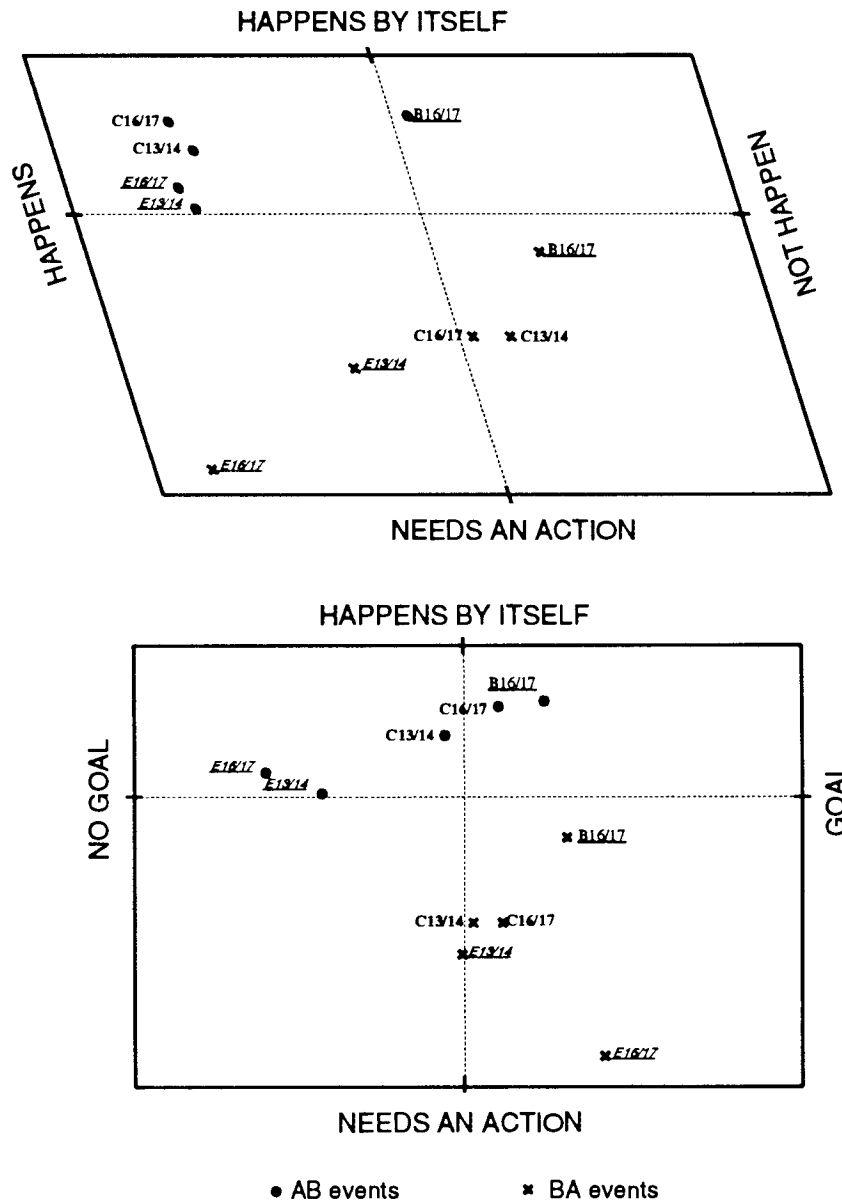 HAPPENS BY ITSELF
C16/17
B16/17
C13/14
E16/17
E13/14
HAPPENS
NOT HAPPEN
B16/17
C16/17
C13/14
E13/14
E16/17
NEEDS AN ACTION
HAPPENS BY ITSELF
B16/17
C16/17
C13/14
E16/17
E13/14
NO GOAL
GOAL
B16/17
C13/14
C16/17
E13/14
E16/17
NEEDS AN ACTION
AB events
BA events